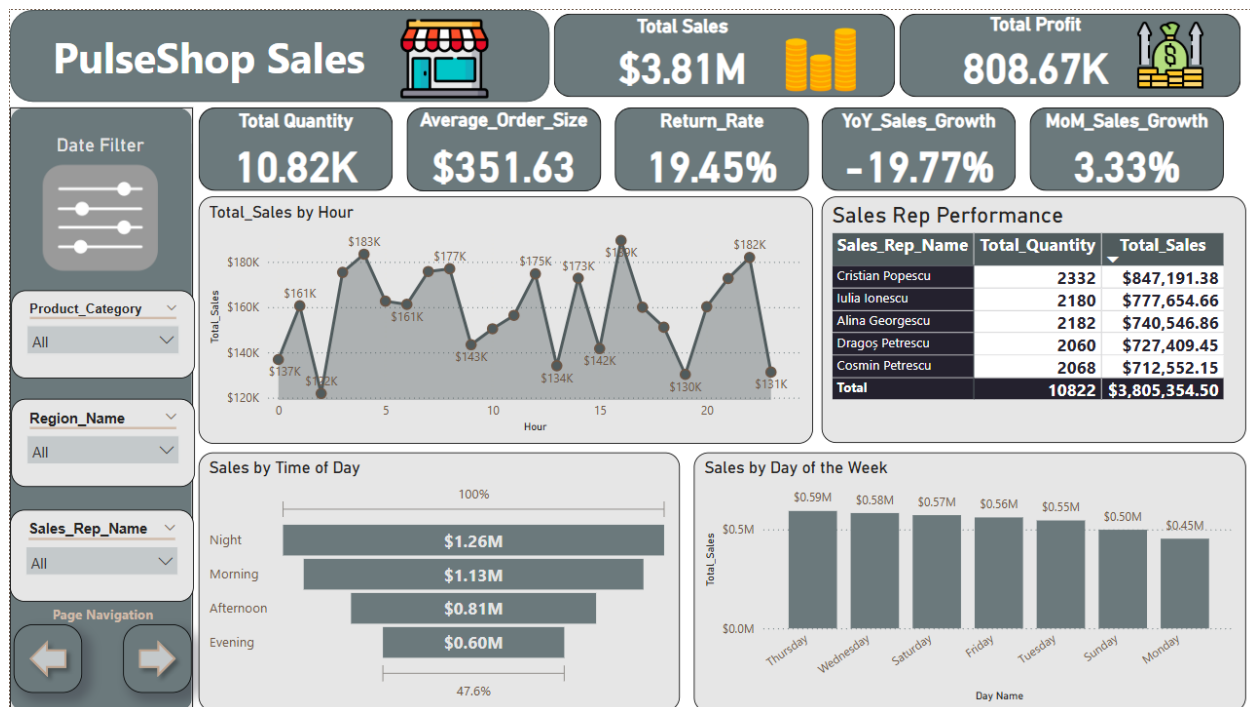 PulseShop Sales
Total Sales
$3.81M
Total Profit
808.67K
Date Filter
Total Quantity
10.82K
Average_Order_Size
$351.63
Return_Rate
19.45%
YoY_Sales_Growth
-19.77%
MoM_Sales_Growth
3.33%
Product_Category
All
Region_Name
All
Sales_Rep_Name
All
Page Navigation
Total_Sales by Hour
Total_Sales
$180K
$160K
$140K
$120K
$137K
$161K
$183K
$161K
$177K
$143K
$175K
$134K
$173K
$142K
$130K
$182K
$131K
0
5
10
15
20
Hour
Sales Rep Performance
Sales_Rep_Name Total_Quantity Total_Sales
Cristian Popescu 2332 $847,191.38
Iulia Ionescu 2180 $777,654.66
Alina Georgescu 2182 $740,546.86
Dragoș Petrescu 2060 $727,409.45
Cosmin Petrescu 2068 $712,552.15
Total 10822 $3,805,354.50
Sales by Time of Day
100%
Night $1.26M
Morning $1.13M
Afternoon $0.81M
Evening $0.60M
47.6%
Sales by Day of the Week
Total_Sales
$0.5M
$0.0M
$0.59M
$0.58M
$0.57M
$0.56M
$0.55M
$0.50M
$0.45M
Thursday
Wednesday
Saturday
Friday
Tuesday
Sunday
Monday
Day Name